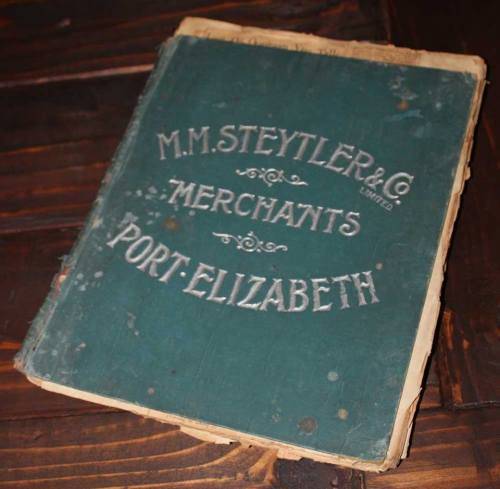 M.M. STEYTLER & Co.
LIMITED
MERCHANTS
PORT · ELIZABETH